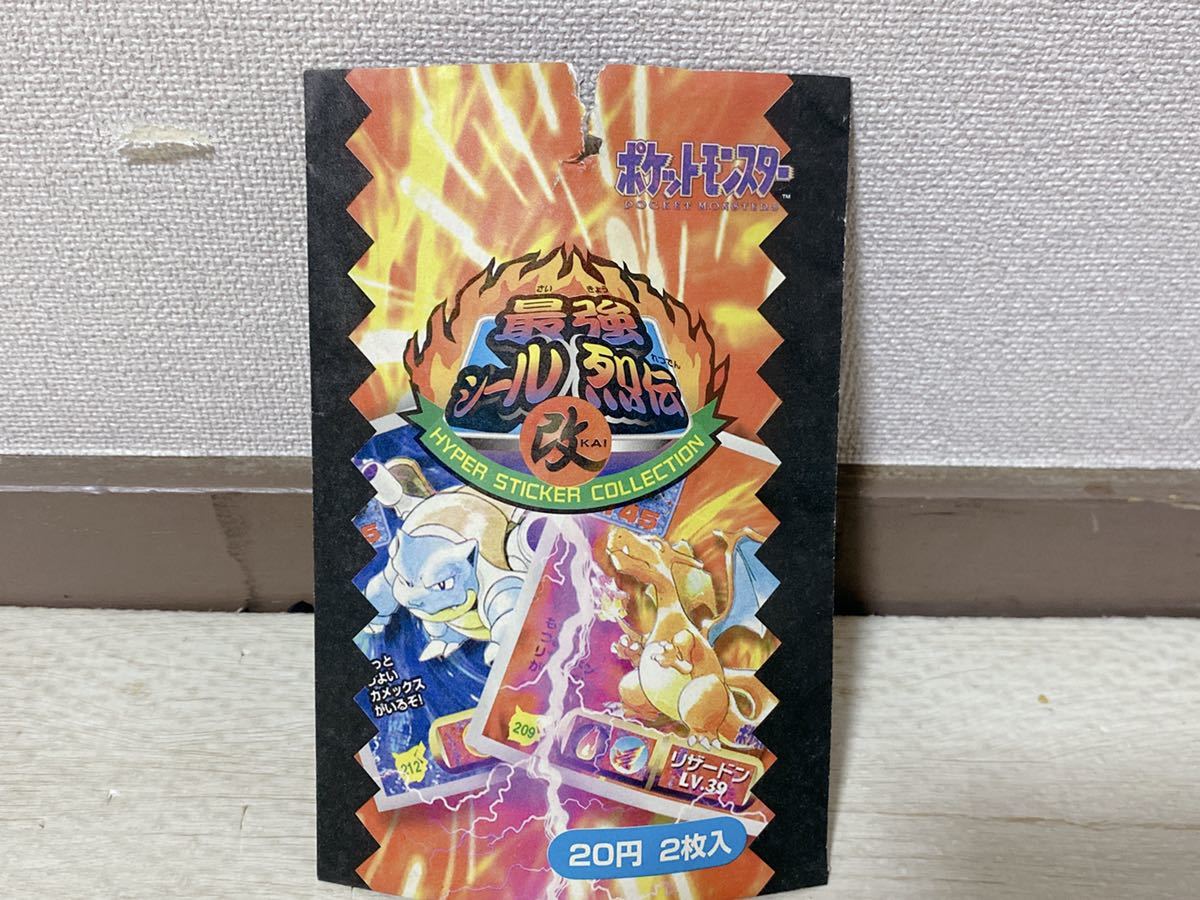 ポケットモンスター
POCKET MONSTERS
TM
さい きょう
最強
れつでん
シール烈伝
改
KAI
HYPER STICKER COLLECTION
145
5
っと
カメックス
がいるぞ!
212
209
リザードン
LV.39
20円 2枚入